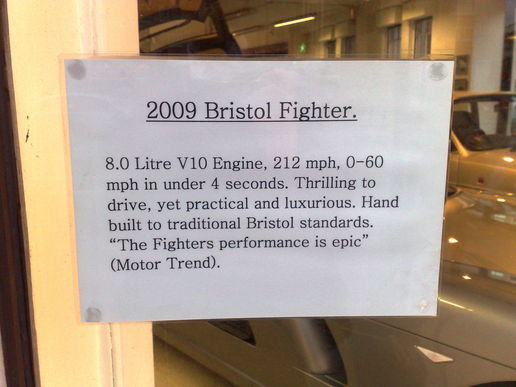 2009 Bristol Fighter.
8.0 Litre V10 Engine, 212 mph, 0-60
mph in under 4 seconds. Thrilling to
drive, yet practical and luxurious. Hand
built to traditional Bristol standards.
“The Fighters performance is epic”
(Motor Trend).